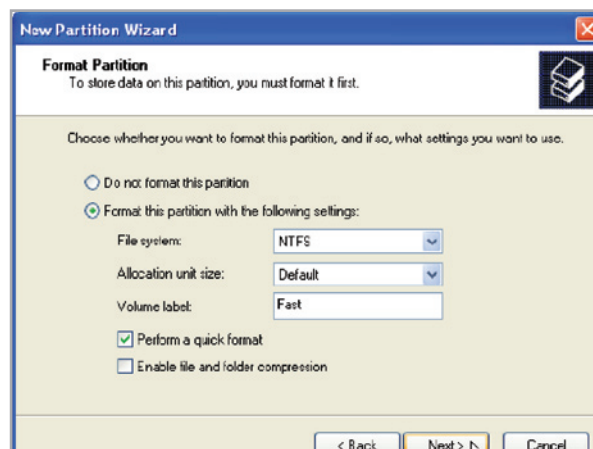 New Partition Wizard
Format Partition
To store data on this partition, you must format it first.
Choose whether you want to format this partition, and if so, what settings you want to use.
Do not format this partition
Format this partition with the following settings:
File system: NTFS
Allocation unit size: Default
Volume label: Fast
Perform a quick format
Enable file and folder compression
< Back Next > Cancel